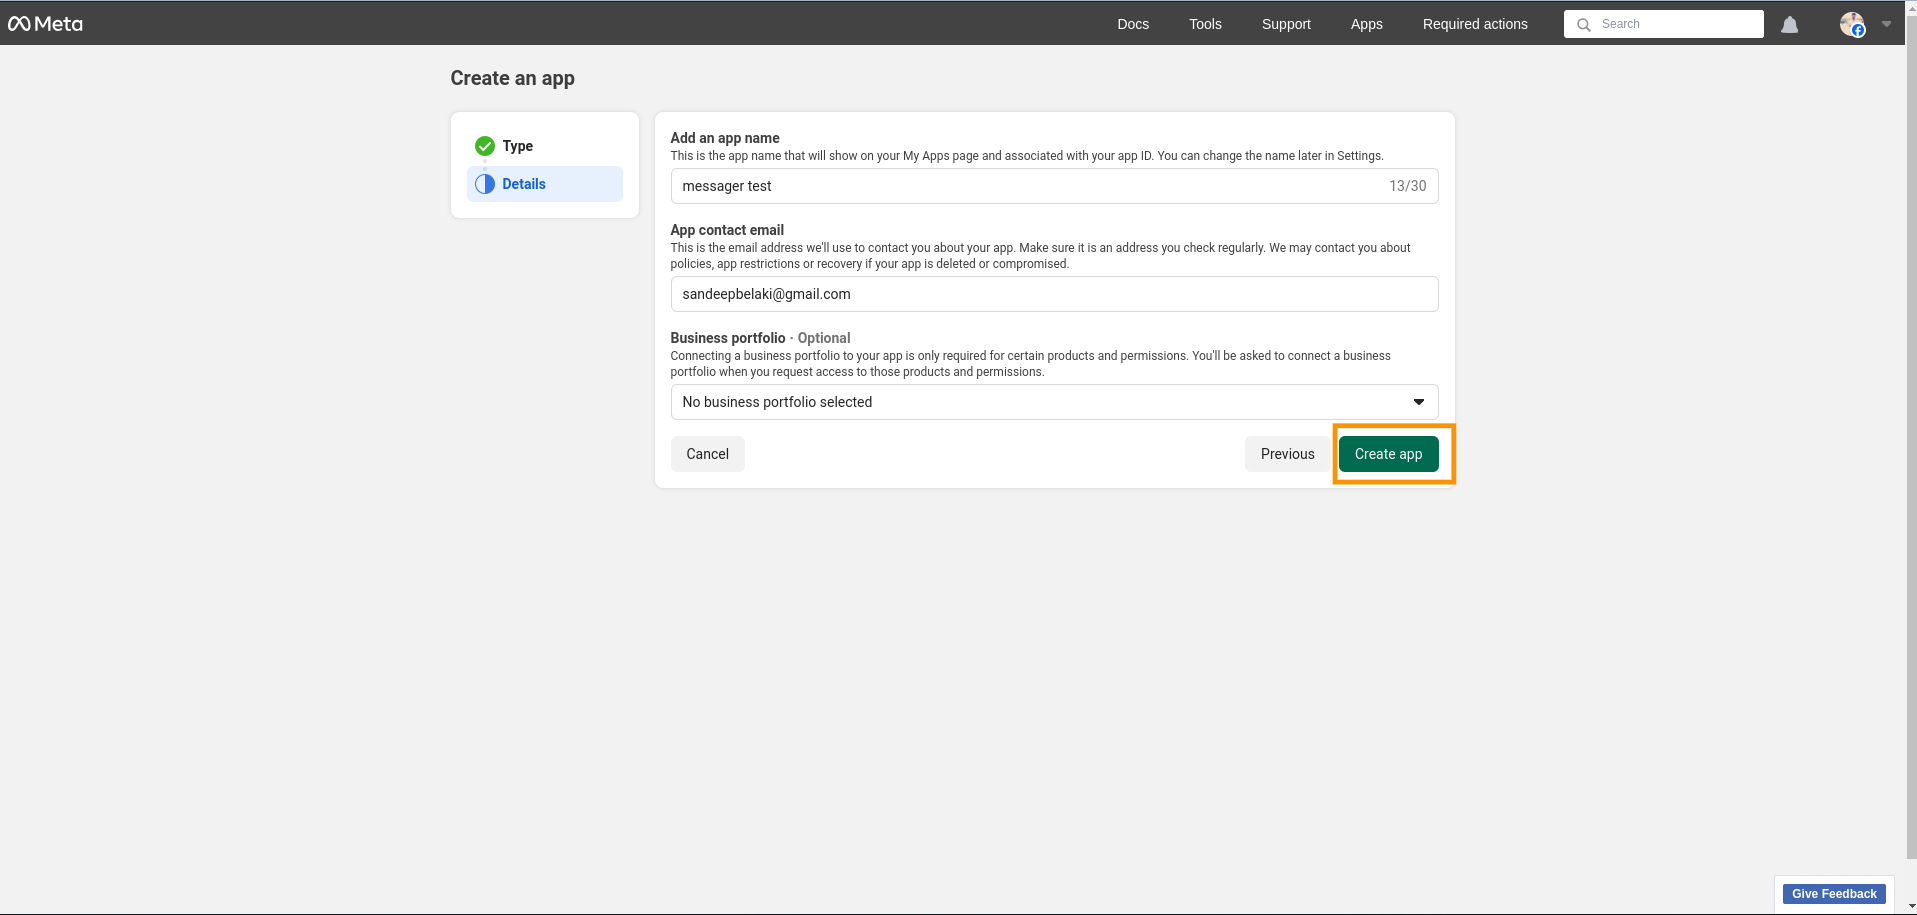 Meta
Docs Tools Support Apps Required actions Search
Create an app
Type
Details
Add an app name
This is the app name that will show on your My Apps page and associated with your app ID. You can change the name later in Settings.
messager test 13/30
App contact email
This is the email address we'll use to contact you about your app. Make sure it is an address you check regularly. We may contact you about
policies, app restrictions or recovery if your app is deleted or compromised.
sandeepbelaki@gmail.com
Business portfolio · Optional
Connecting a business portfolio to your app is only required for certain products and permissions. You'll be asked to connect a business
portfolio when you request access to those products and permissions.
No business portfolio selected
Cancel Previous Create app
Give Feedback